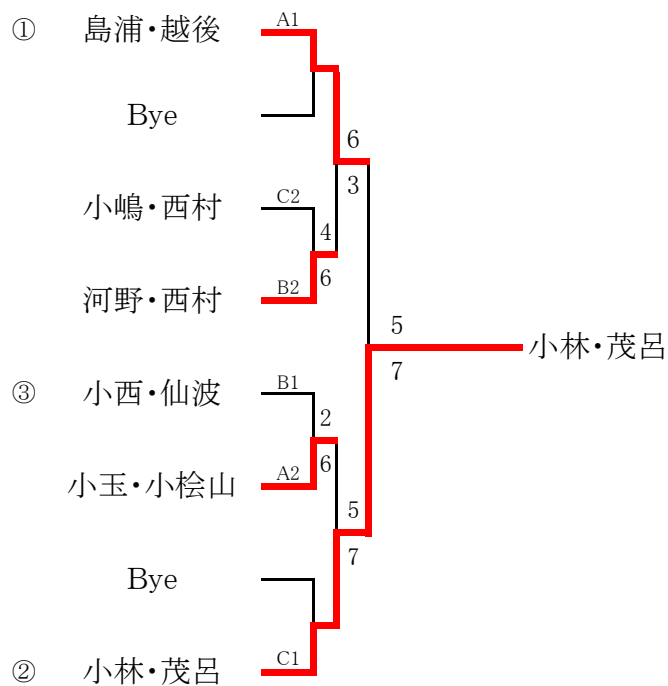 ① 島浦・越後 A1
Bye
6
3
小嶋・西村 C2
4
6
河野・西村 B2
5
小林・茂呂
7
③ 小西・仙波 B1
2
6
小玉・小桧山 A2
5
7
Bye
② 小林・茂呂 C1